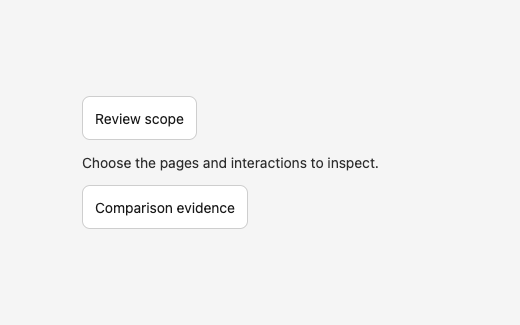 Review scope
Choose the pages and interactions to inspect.
Comparison evidence